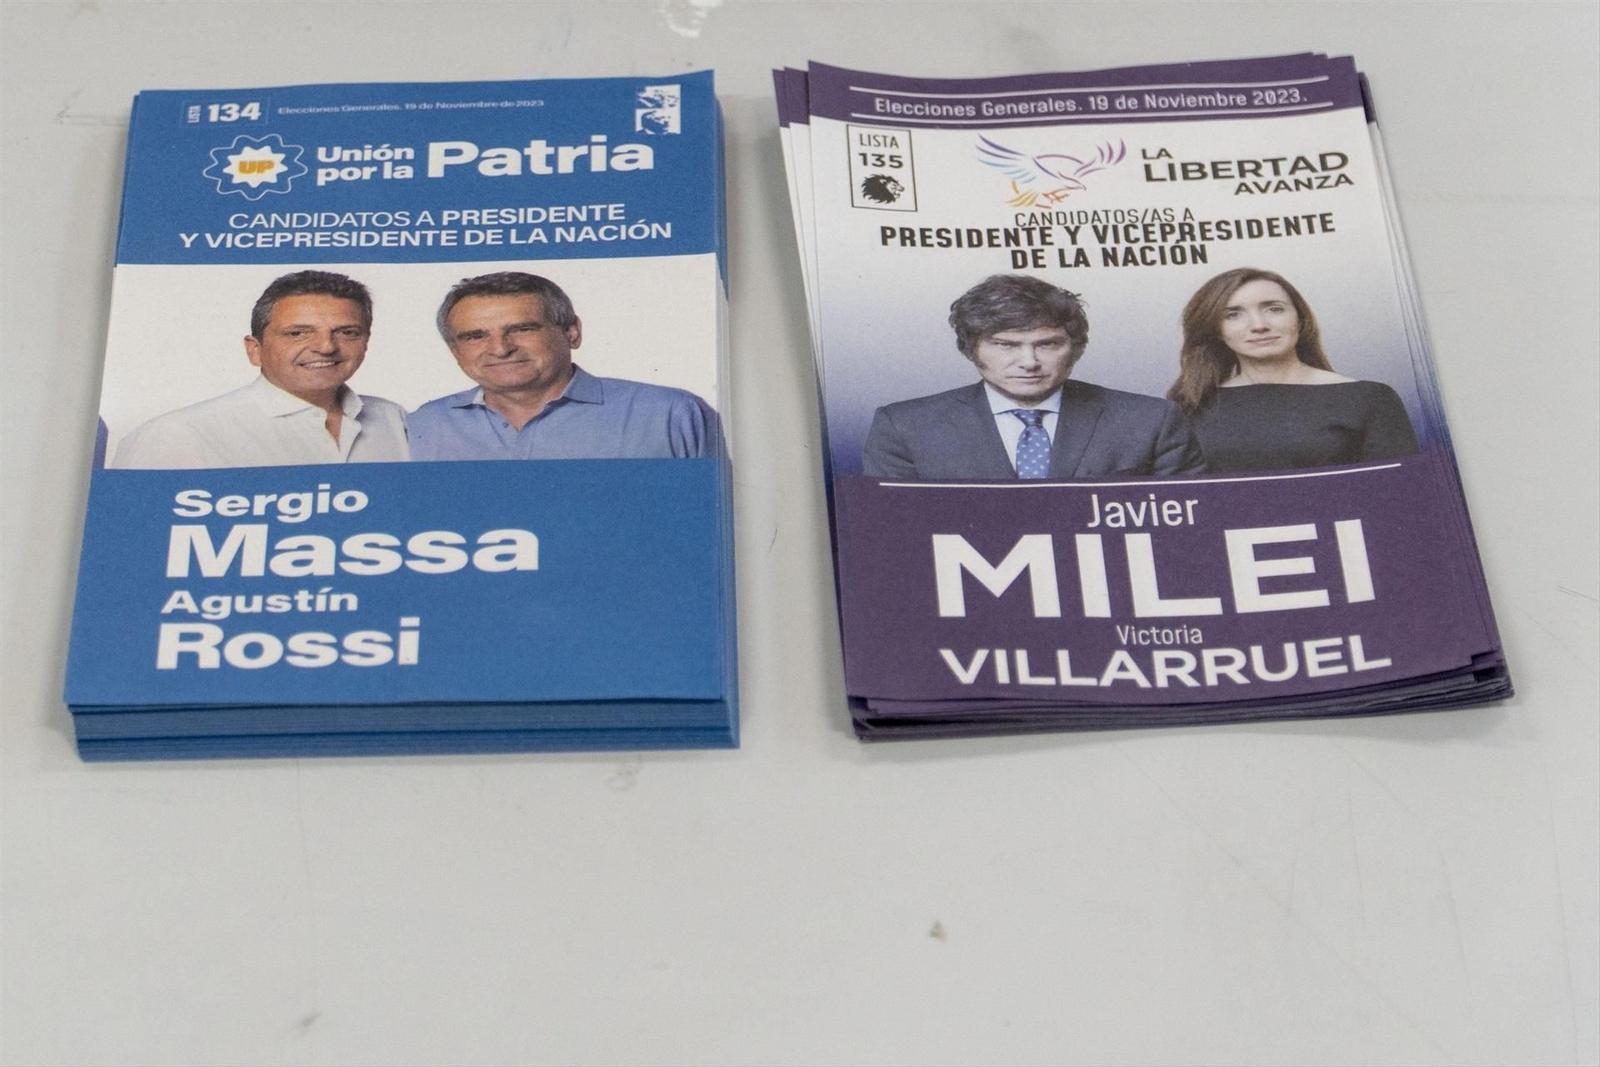 LISTA 134 Elecciones Generales. 19 de Noviembre de 2023
UP
Unión
por la Patria
CANDIDATOS A PRESIDENTE
Y VICEPRESIDENTE DE LA NACIÓN
Sergio
Massa
Agustín
Rossi
Elecciones Generales. 19 de Noviembre 2023.
LISTA
135
LA
LIBERTAD
AVANZA
CANDIDATOS/AS A
PRESIDENTE Y VICEPRESIDENTE
DE LA NACIÓN
Javier
MILEI
Victoria
VILLARRUEL